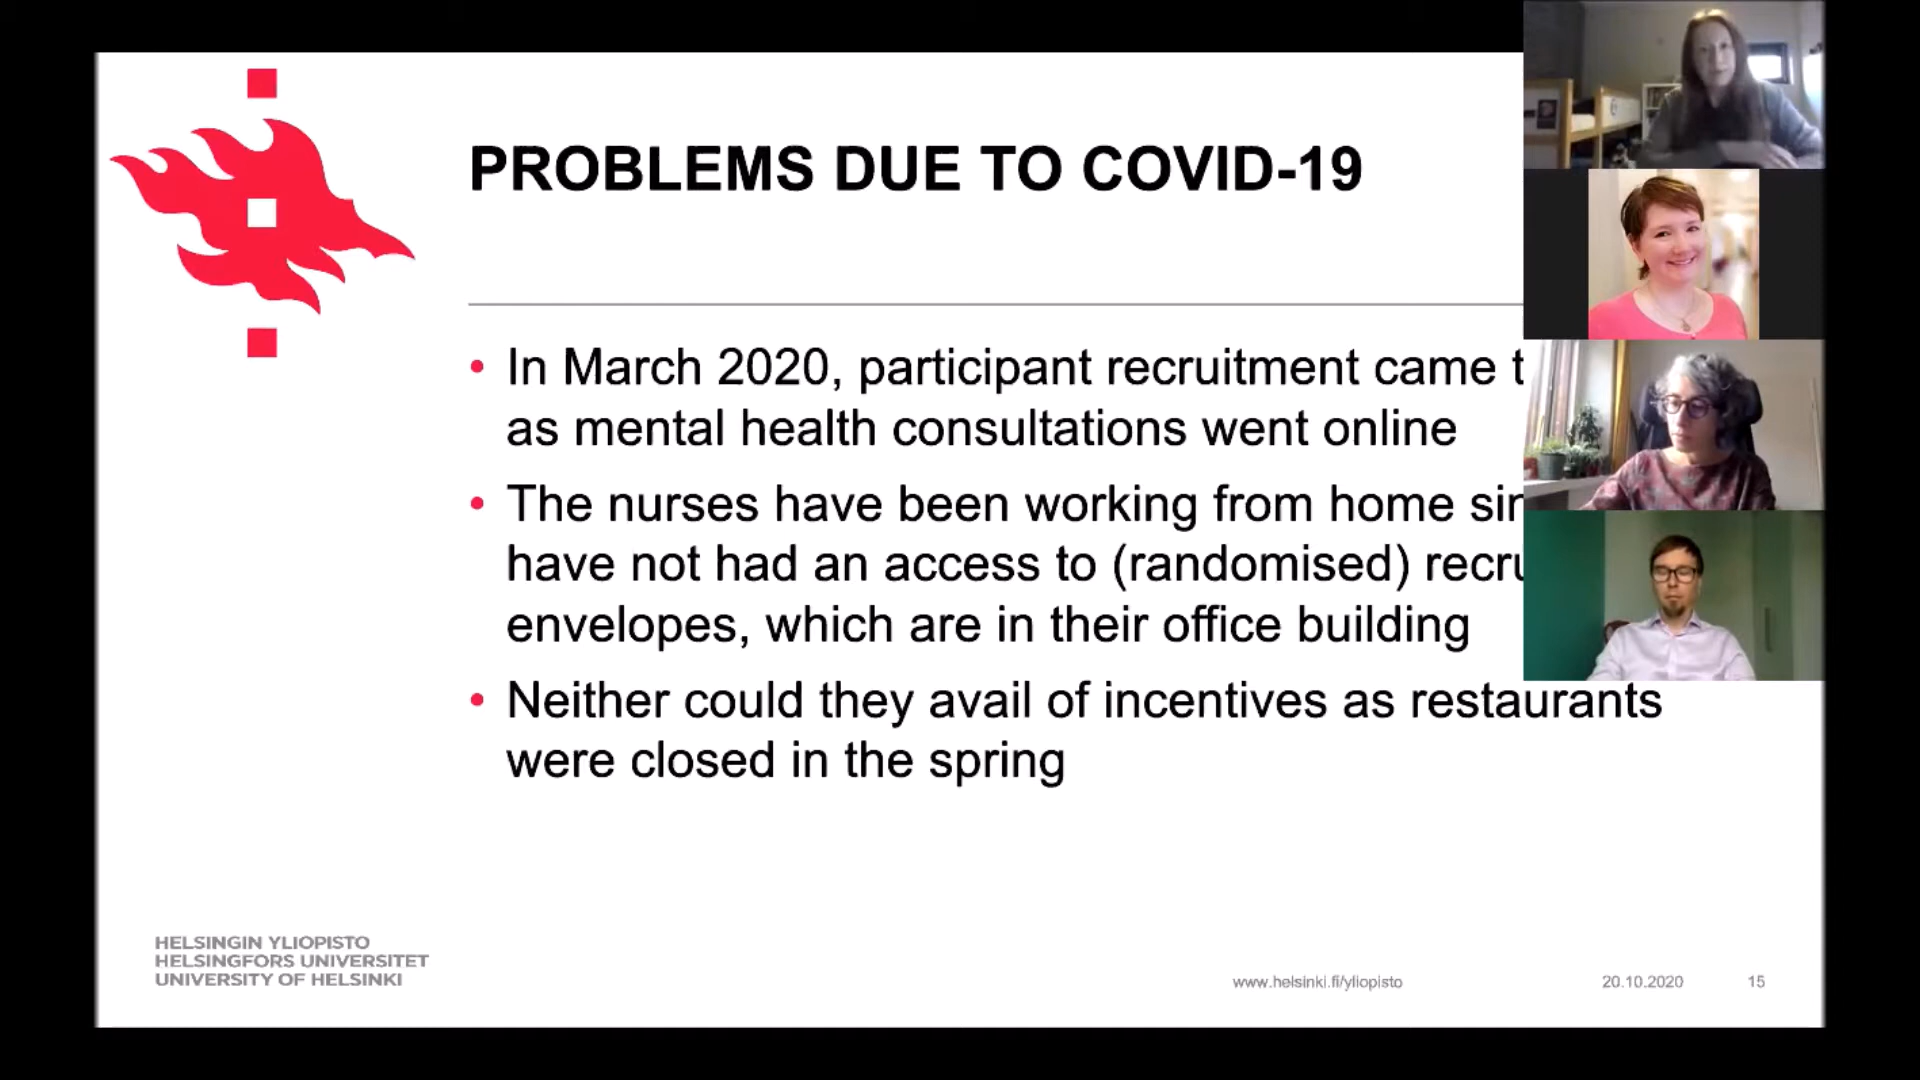 PROBLEMS DUE TO COVID-19
• In March 2020, participant recruitment came
as mental health consultations went online
• The nurses have been working from home
have not had an access to (randomised)
envelopes, which are in their office building
• Neither could they avail of incentives as restaurants
were closed in the spring
HELSINGIN YLIOPISTO
HELSINGFORS UNIVERSITET
UNIVERSITY OF HELSINKI
www.helsinki.fi/yliopisto
20.10.2020
15